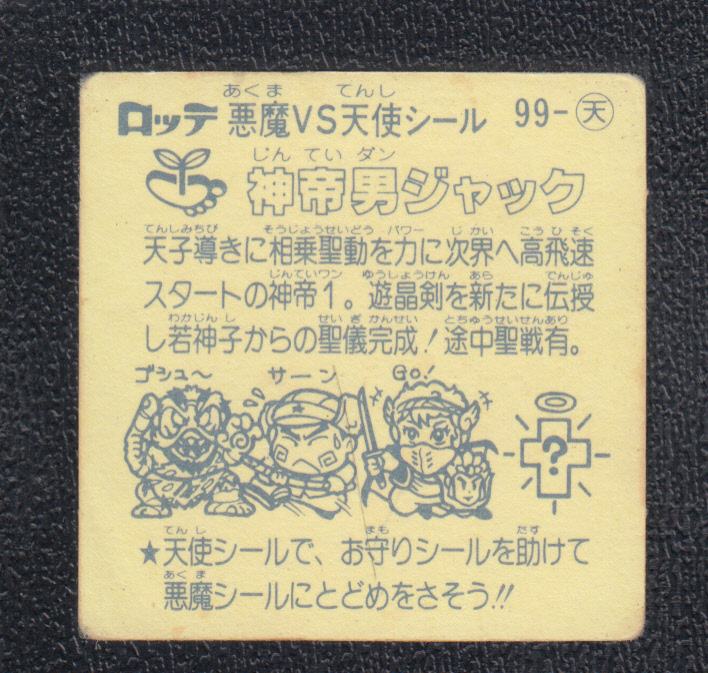 あくま てんし
ロッテ 悪魔VS天使シール 99-天
じん てい ダン
神帝男ジャック
てんしみちび そうじょうせいどう パワー じ かい こう ひ そく
天子導きに相乗聖動を力に次界へ高飛速
じんていワン ゆうしょうけん あら でんじゅ
スタートの神帝1。遊晶剣を新たに伝授
わかじん し せい ぎ かんせい とちゅうせいせんあり
し若神子からの聖儀完成！途中聖戦有。
ゴシュ〜 サーン GO!
?
てん し まも たす
★天使シールで、お守りシールを助けて
あく ま
悪魔シールにとどめをさそう!!